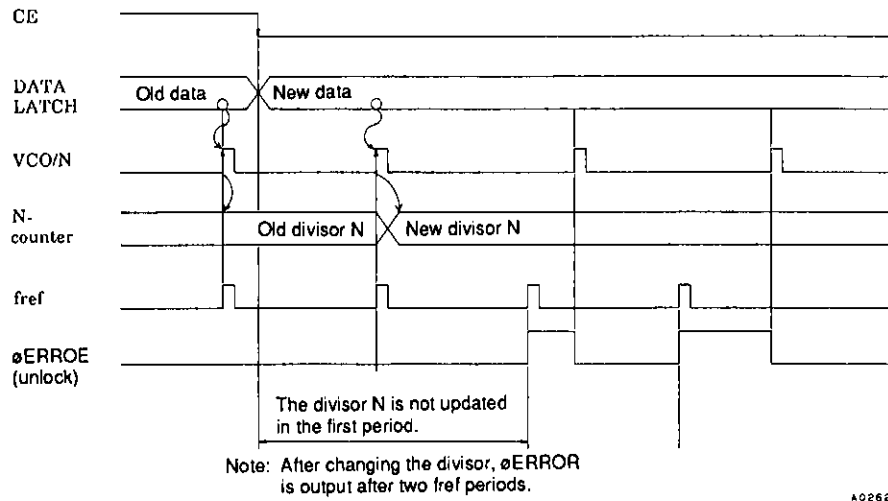 CE
DATA
LATCH
Old data
New data
VCO/N
N-
counter
Old divisor N
New divisor N
fref
øERROE
(unlock)
The divisor N is not updated
in the first period.
Note: After changing the divisor, øERROR
is output after two fref periods.
A0262